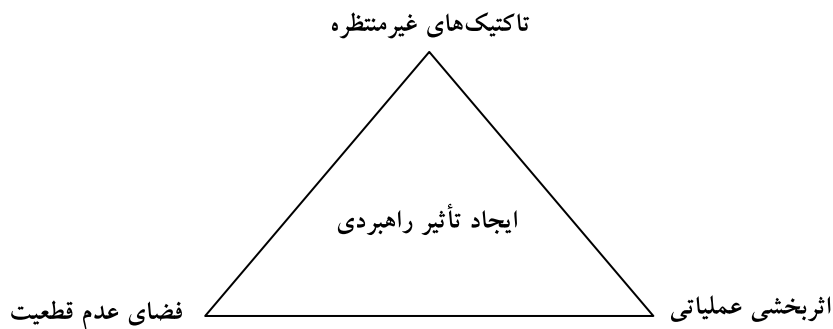 تاکتیک‌های غیرمنتظره
ایجاد تأثیر راهبردی
اثربخشی عملیاتی
فضای عدم قطعیت